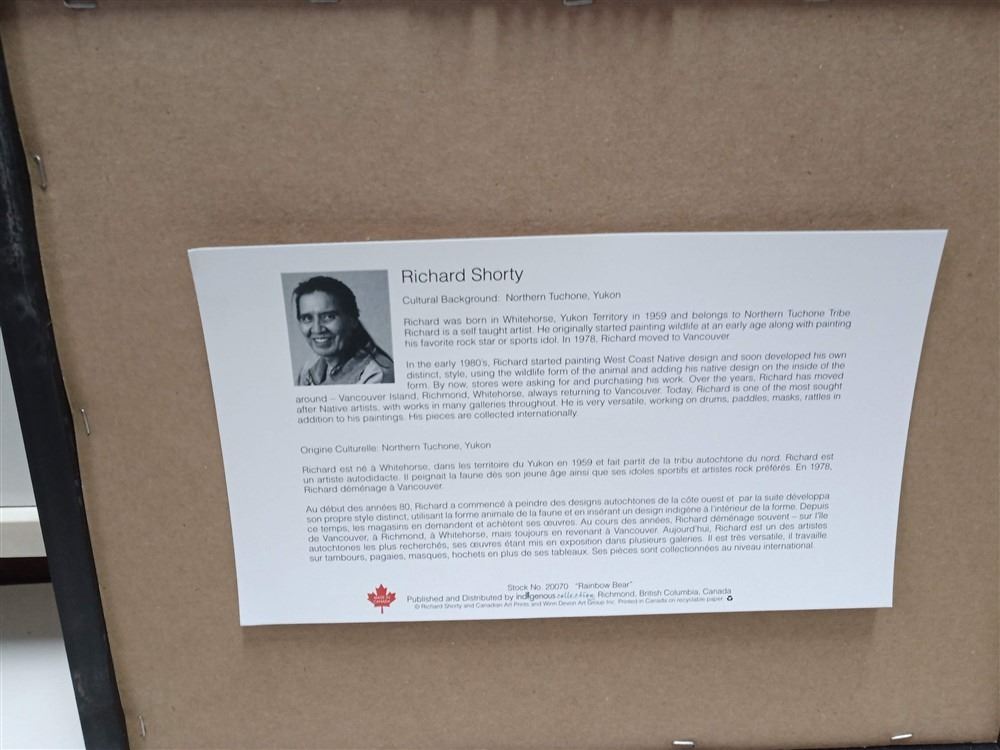 Richard Shorty
Cultural Background: Northern Tuchone, Yukon
Richard was born in Whitehorse, Yukon Territory in 1959 and belongs to Northern Tuchone Tribe.
Richard is a self taught artist. He originally started painting wildlife at an early age along with painting
his favorite rock star or sports idol. In 1978, Richard moved to Vancouver
In the early 1980's, Richard started painting West Coast Native design and soon developed his own
distinct, style, using the wildlife form of the animal and adding his native design on the inside of the
form. By now, stores were asking for and purchasing his work. Over the years, Richard has moved
around – Vancouver Island, Richmond, Whitehorse, always returning to Vancouver. Today, Richard is one of the most sought
after Native artists, with works in many galleries throughout. He is very versatile, working on drums, paddles, masks, rattles in
addition to his paintings. His pieces are collected internationally.
Origine Culturelle: Northern Tuchone, Yukon
Richard est né à Whitehorse, dans les territoire du Yukon en 1959 et fait partit de la tribu autochtone du nord. Richard est
un artiste autodidacte. Il peignait la faune dès son jeune âge ainsi que ses idoles sportifs et artistes rock préférés. En 1978,
Richard déménage à Vancouver.
Au début des années 80, Richard a commencé à peindre des designs autochtones de la côte ouest et par la suite développa
son propre style distinct, utilisant la forme animale de la faune et en insérant un design indigène à l'intérieur de la forme. Depuis
ce temps, les magasins en demandent et achètent ses œuvres. Au cours des années, Richard déménage souvent – sur l'île
de Vancouver, à Richmond, à Whitehorse, mais toujours en revenant à Vancouver. Aujourd'hui, Richard est un des artistes
autochtones les plus recherchés, ses œuvres étant mis en exposition dans plusieurs galeries. Il est très versatile, il travaille
sur tambours, pagaies, masques, hochets en plus de ses tableaux. Ses pièces sont collectionnées au niveau international.
MADE IN
CANADA
Stock No. 20070 "Rainbow Bear"
Published and Distributed by indigenous collection, Richmond, British Columbia, Canada
© Richard Shorty and Canadian Art Prints and Winn Devon Art Group Inc. Printed in Canada on recyclable paper